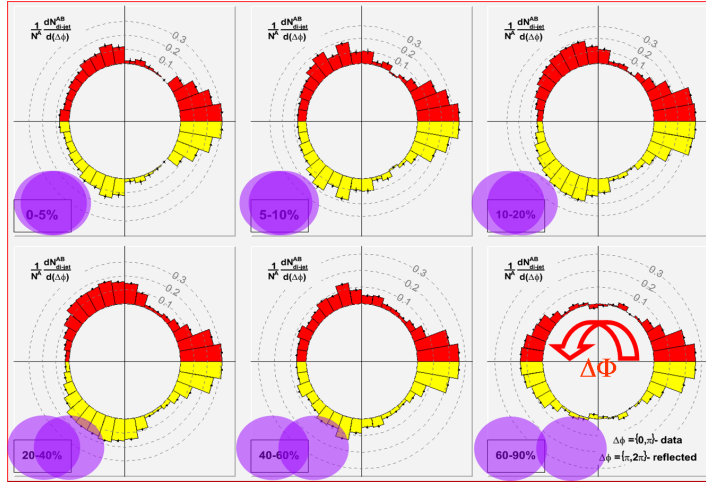 1 dN^AB_di-jet
N^A d(Δϕ)
0.3
0.2
0.1
0-5%
1 dN^AB_di-jet
N^A d(Δϕ)
0.3
0.2
0.1
5-10%
1 dN^AB_di-jet
N^A d(Δϕ)
0.3
0.2
0.1
10-20%
1 dN^AB_di-jet
N^A d(Δϕ)
0.3
0.2
0.1
20-40%
1 dN^AB_di-jet
N^A d(Δϕ)
0.3
0.2
0.1
40-60%
1 dN^AB_di-jet
N^A d(Δϕ)
0.3
0.2
0.1
ΔΦ
60-90%
Δϕ ={0,π}- data
Δϕ ={π,2π}- reflected